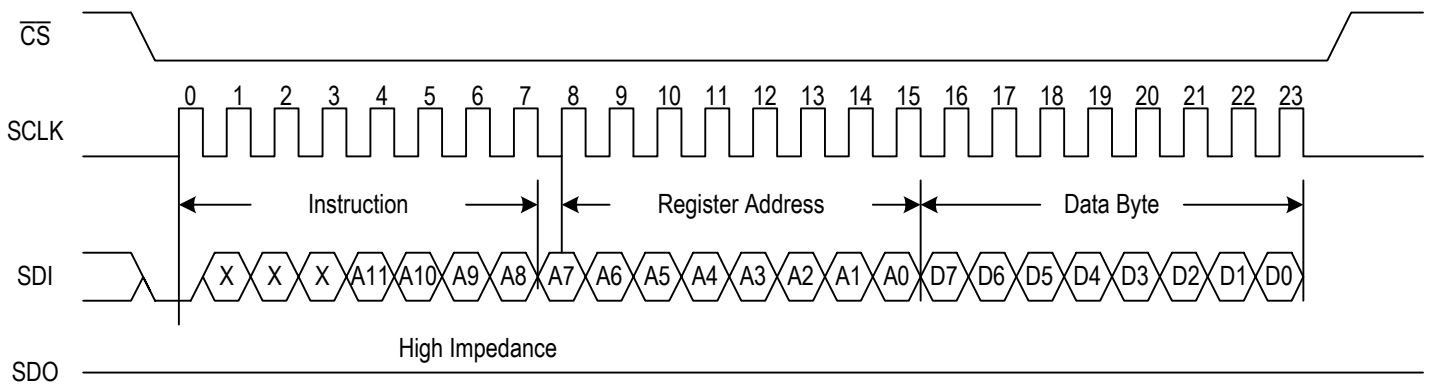 CS
0 1 2 3 4 5 6 7 8 9 10 11 12 13 14 15 16 17 18 19 20 21 22 23
SCLK
Instruction Register Address Data Byte
SDI X X X A11 A10 A9 A8 A7 A6 A5 A4 A3 A2 A1 A0 D7 D6 D5 D4 D3 D2 D1 D0
High Impedance
SDO